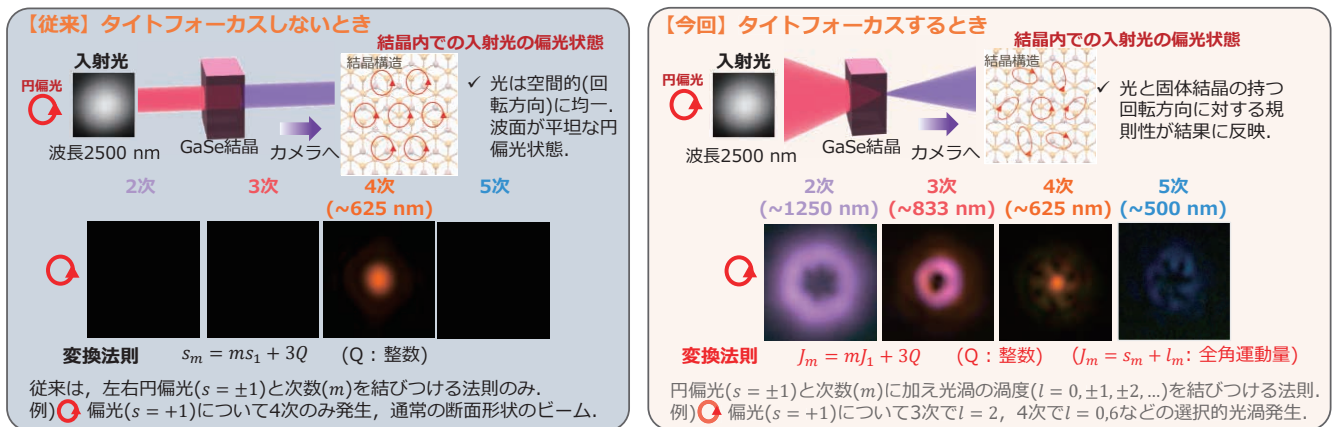 【従来】タイトフォーカスしないとき
入射光
結晶内での入射光の偏光状態
円偏光
結晶構造
✓ 光は空間的(回
転方向)に均一.
波面が平坦な円
偏光状態.
波長2500 nm
GaSe結晶
カメラへ
2次
3次
4次
(~625 nm)
5次
変換法則 s_m = ms_1 + 3Q (Q：整数)
従来は，左右円偏光(s = ±1)と次数(m)を結びつける法則のみ.
例) 偏光(s = +1)について4次のみ発生，通常の断面形状のビーム.
【今回】タイトフォーカスするとき
入射光
結晶内での入射光の偏光状態
円偏光
結晶構造
✓ 光と固体結晶の持つ
回転方向に対する規
則性が結果に反映.
波長2500 nm
GaSe結晶
カメラへ
2次
(~1250 nm)
3次
(~833 nm)
4次
(~625 nm)
5次
(~500 nm)
変換法則 J_m = mJ_1 + 3Q (Q：整数) (J_m = s_m + l_m: 全角運動量)
円偏光(s = ±1)と次数(m)に加え光渦の渦度(l = 0, ±1, ±2, ...)を結びつける法則.
例) 偏光(s = +1)について3次でl = 2，4次でl = 0,6などの選択的光渦発生.